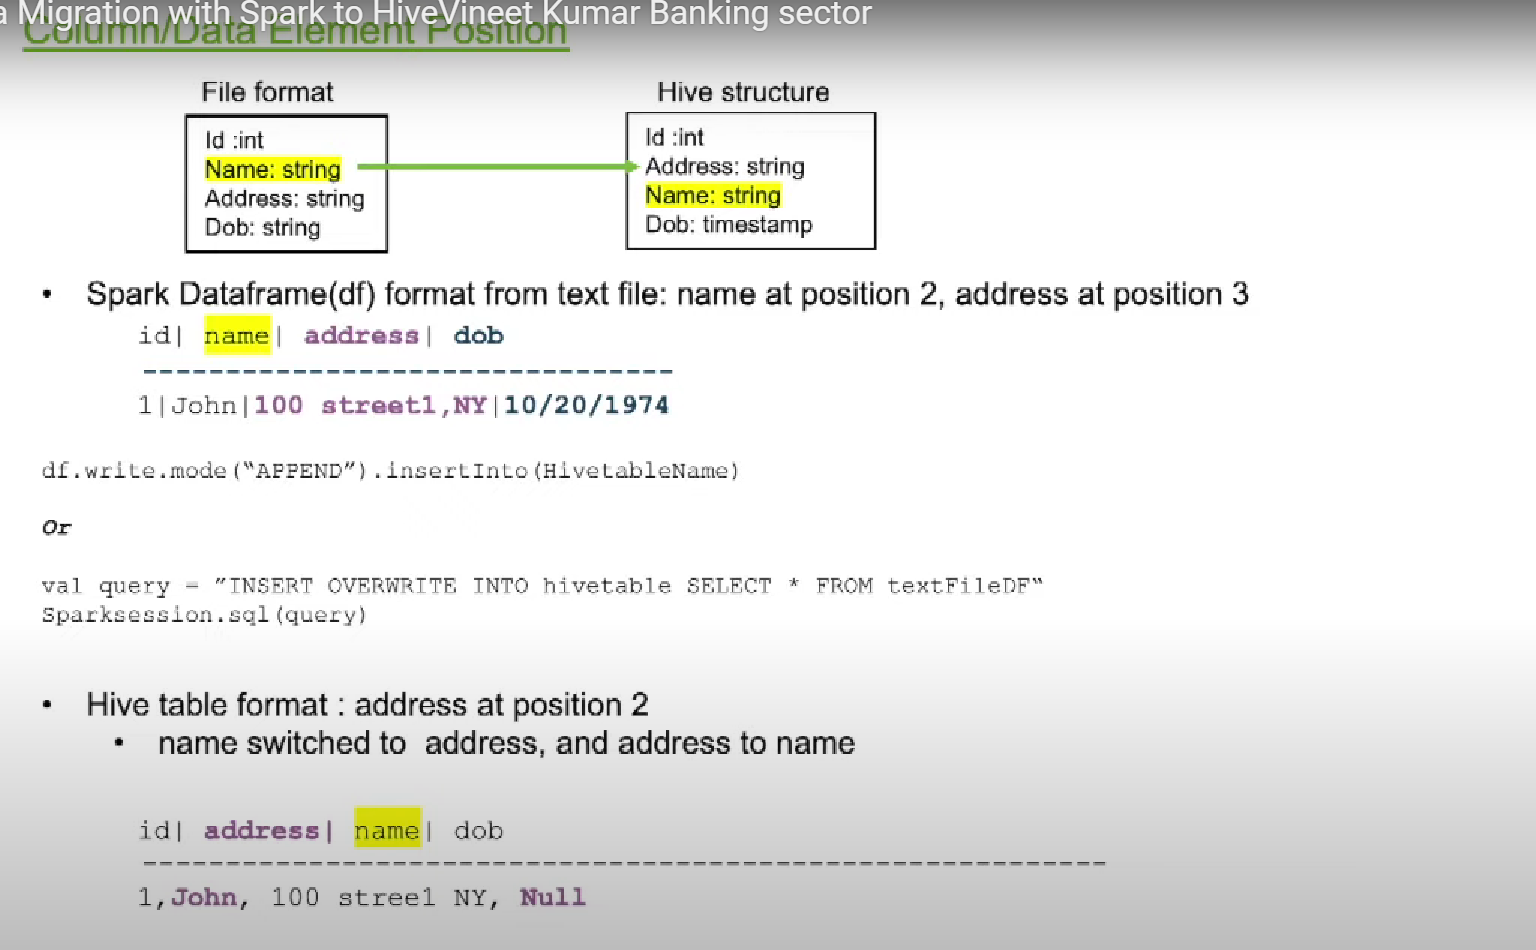 a Migration with Spark to HiveVineet Kumar Banking sector
Column/Data Element Position
File format
Id :int
Name: string
Address: string
Dob: string
Hive structure
Id :int
Address: string
Name: string
Dob: timestamp
• Spark Dataframe(df) format from text file: name at position 2, address at position 3
id| name| address| dob
--------------------------------
1|John|100 street1,NY|10/20/1974
df.write.mode(“APPEND”).insertInto(HivetableName)
Or
val query = ”INSERT OVERWRITE INTO hivetable SELECT * FROM textFileDF“
Sparksession.sql(query)
• Hive table format : address at position 2
• name switched to address, and address to name
id| address| name| dob
----------------------------------------------------------
1,John, 100 stree1 NY, Null